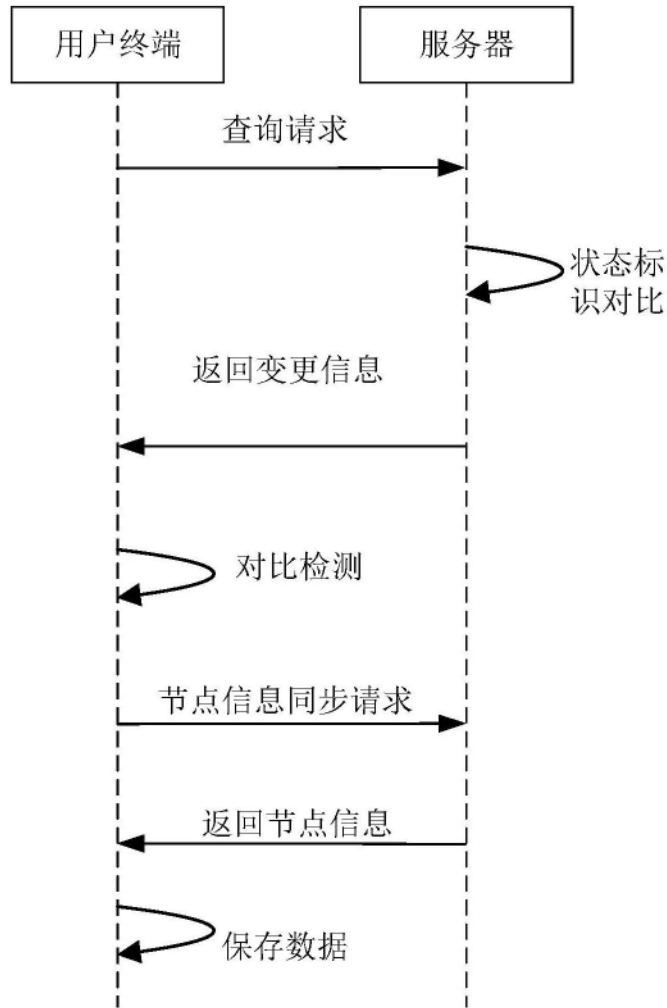 用户终端
服务器
查询请求
状态标
识对比
返回变更信息
对比检测
节点信息同步请求
返回节点信息
保存数据